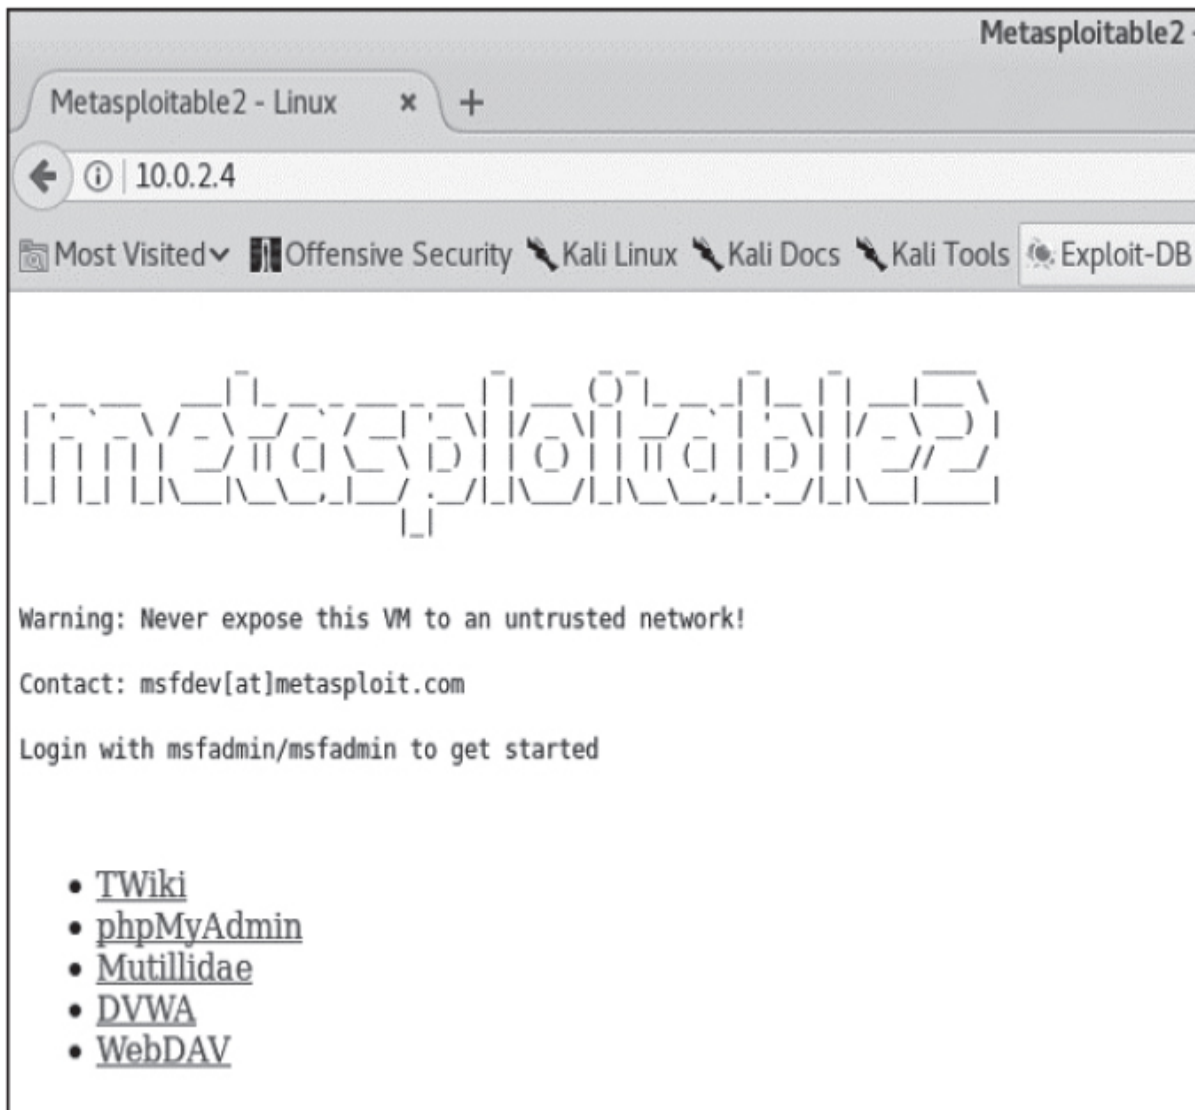 Metasploitable2 -
Metasploitable2 - Linux × +
10.0.2.4
Most Visited Offensive Security Kali Linux Kali Docs Kali Tools Exploit-DB
metasploitable2
Warning: Never expose this VM to an untrusted network!
Contact: msfdev[at]metasploit.com
Login with msfadmin/msfadmin to get started
• TWiki
• phpMyAdmin
• Mutillidae
• DVWA
• WebDAV